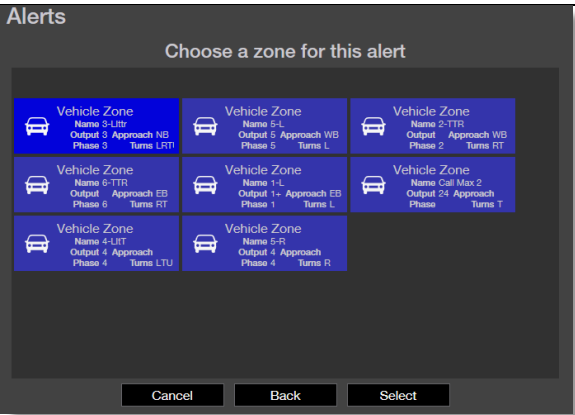 Alerts
Choose a zone for this alert
Vehicle Zone
Name 3-LIttr
Output 3 Approach NB
Phase 3 Turns LRTU
Vehicle Zone
Name 5-L
Output 5 Approach WB
Phase 5 Turns L
Vehicle Zone
Name 2-TTR
Output Approach WB
Phase 2 Turns RT
Vehicle Zone
Name 6-TTR
Output Approach EB
Phase 6 Turns RT
Vehicle Zone
Name 1-L
Output 1+ Approach EB
Phase 1 Turns L
Vehicle Zone
Name Call Max 2
Output 24 Approach
Phase Turns T
Vehicle Zone
Name 4-LIttT
Output 4 Approach
Phase 4 Turns LTU
Vehicle Zone
Name 5-R
Output 4 Approach
Phase 4 Turns R
Cancel
Back
Select